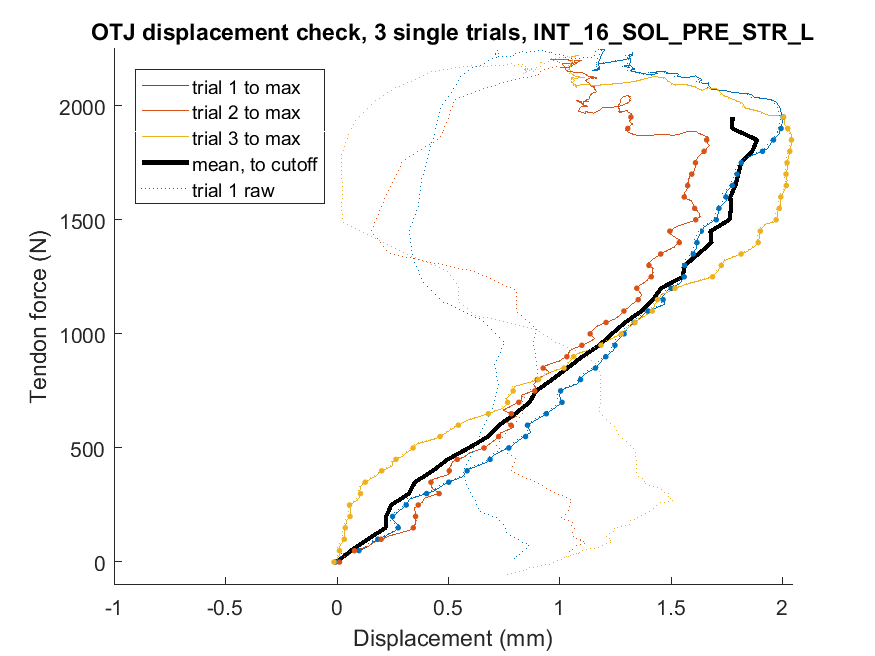 OTJ displacement check, 3 single trials, INT_16_SOL_PRE_STR_L
trial 1 to max
trial 2 to max
trial 3 to max
mean, to cutoff
trial 1 raw
2000
1500
1000
500
0
Tendon force (N)
-1 -0.5 0 0.5 1 1.5 2
Displacement (mm)